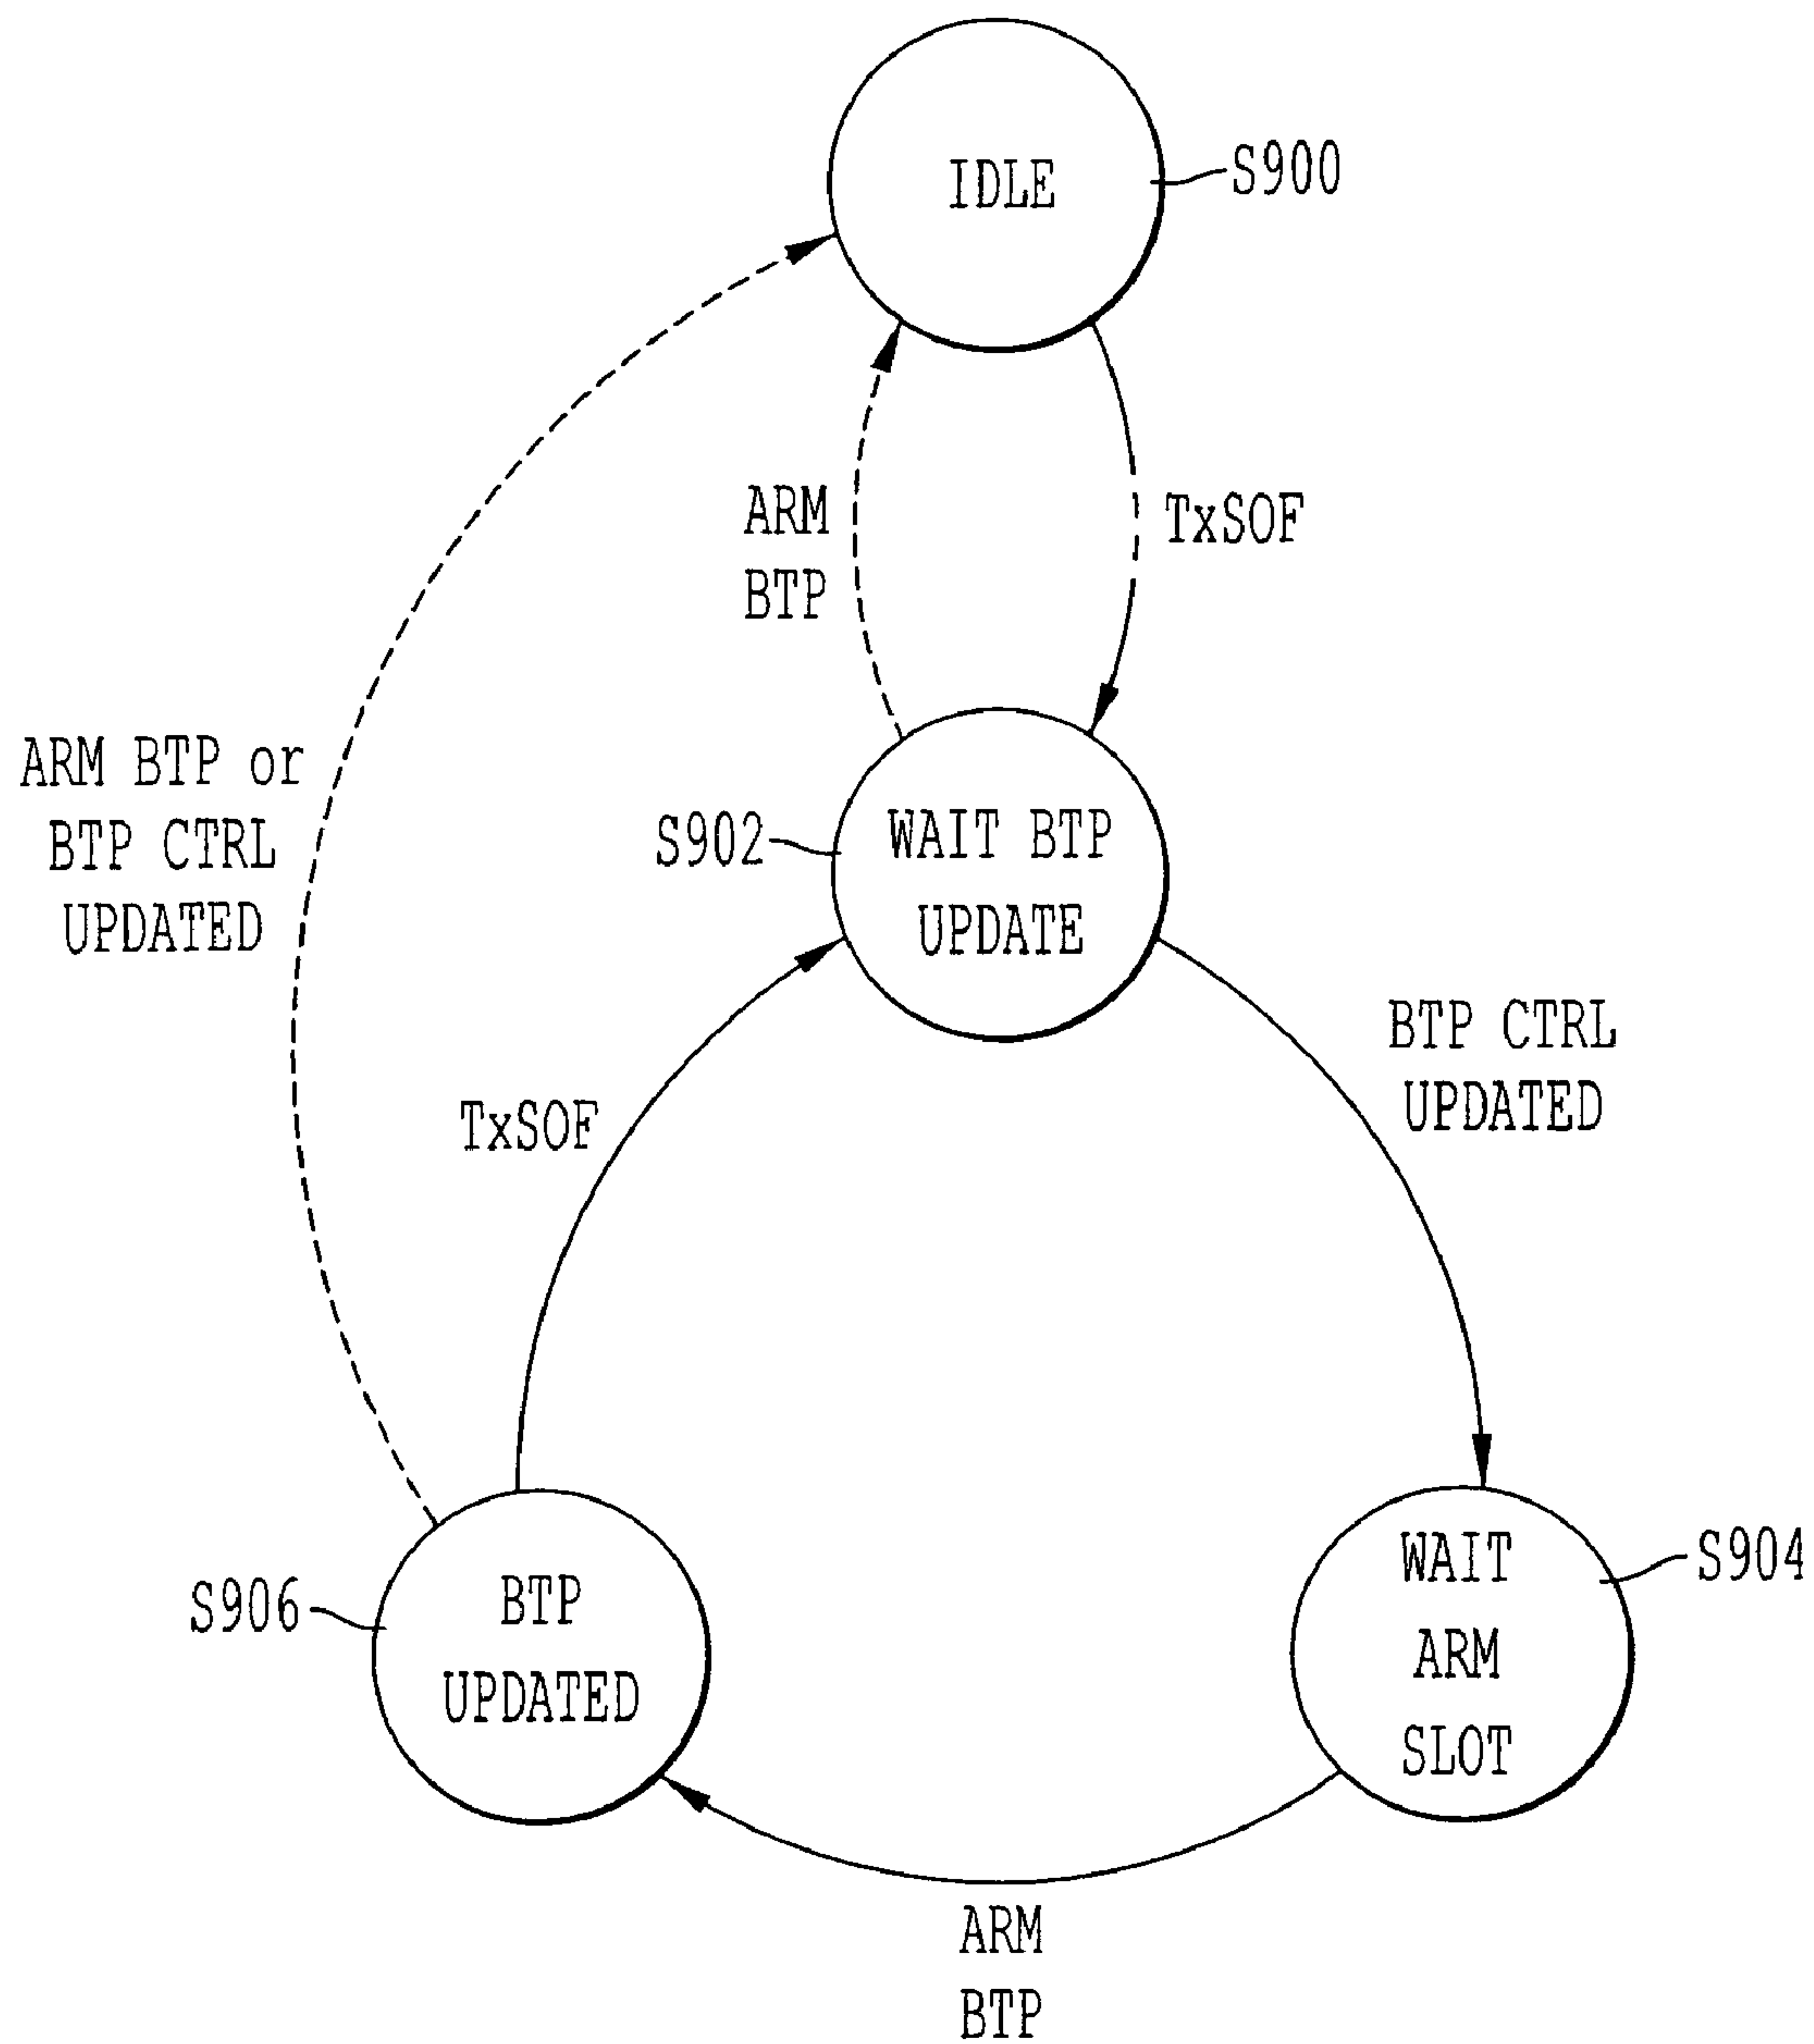 IDLE
S900
ARM
BTP
TxSOF
ARM BTP or
BTP CTRL
UPDATED
S902
WAIT BTP
UPDATE
BTP CTRL
UPDATED
TxSOF
S906
BTP
UPDATED
WAIT
ARM
SLOT
S904
ARM
BTP